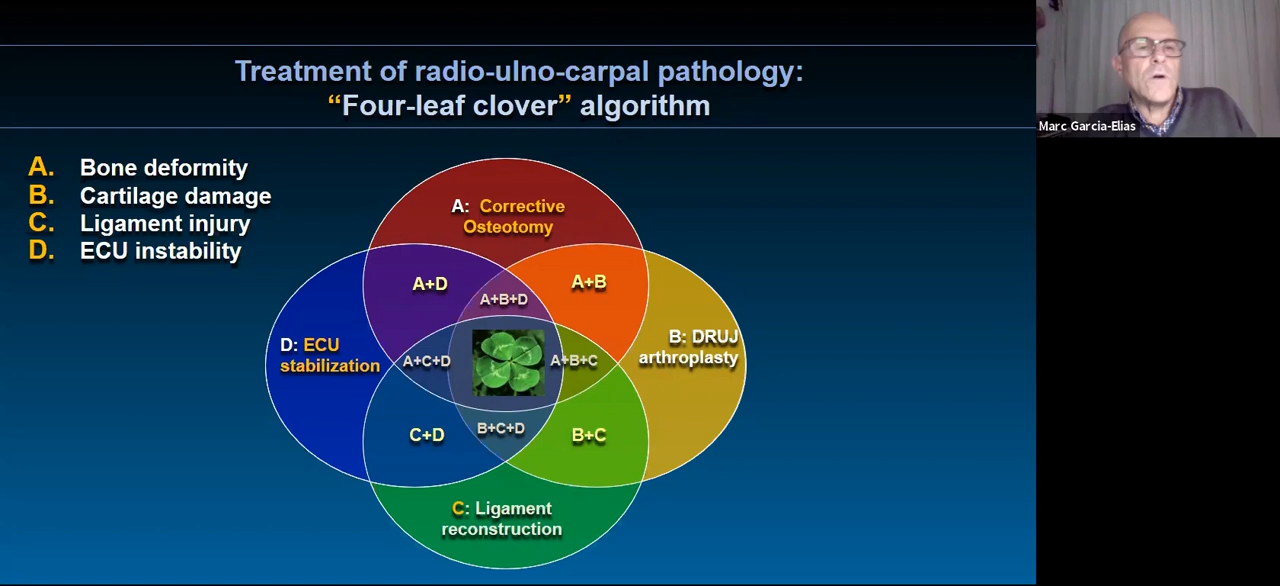 Treatment of radio-ulno-carpal pathology:
“Four-leaf clover” algorithm
Marc Garcia-Elias
A. Bone deformity
B. Cartilage damage
C. Ligament injury
D. ECU instability
A: Corrective
Osteotomy
A+D
A+B
A+B+D
D: ECU
stabilization
B: DRUJ
arthroplasty
A+C+D
A+B+C
C+D
B+C+D
B+C
C: Ligament
reconstruction